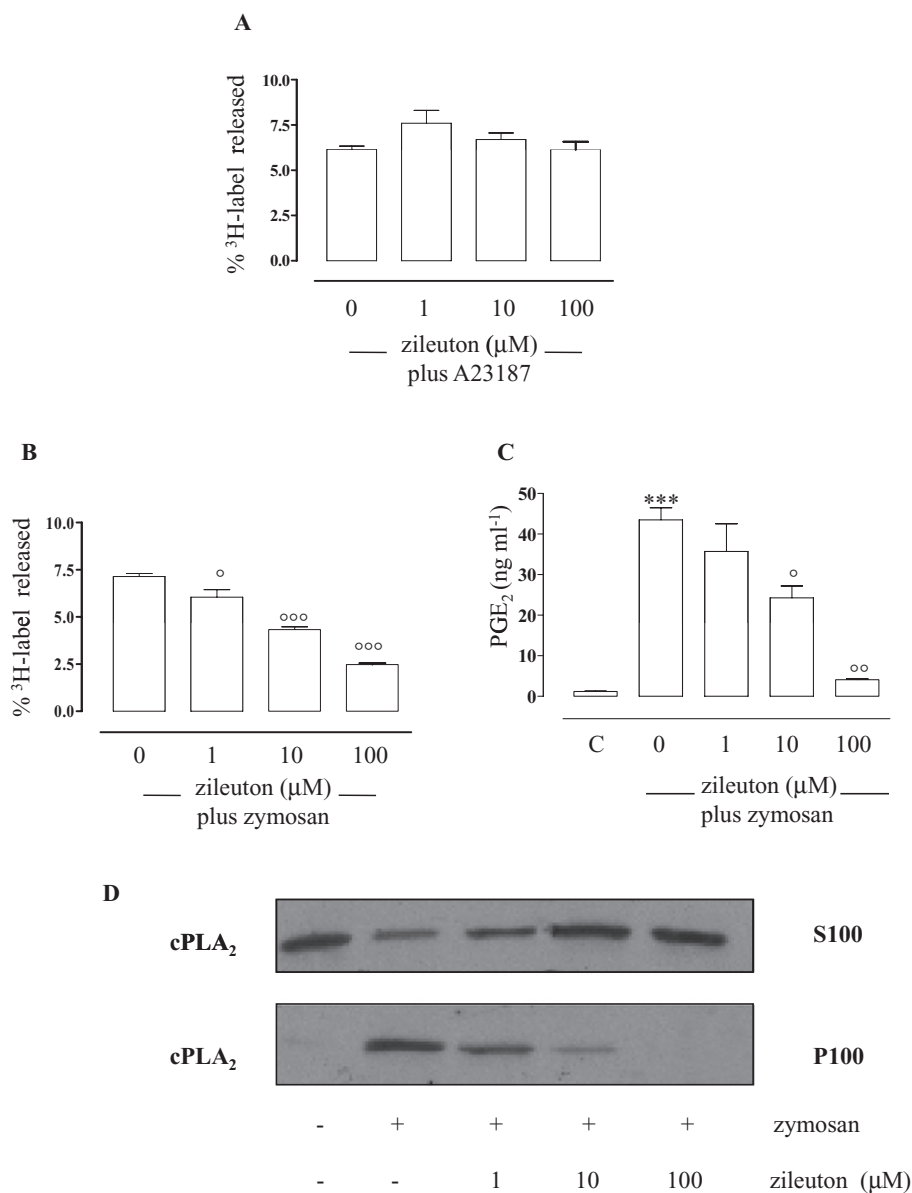 A
% ³H-label released
10.0
7.5
5.0
2.5
0.0
0 1 10 100
zileuton (μM)
plus A23187
B
% ³H-label released
10.0
7.5
5.0
2.5
0.0
°
°°°
°°°
0 1 10 100
zileuton (μM)
plus zymosan
C
PGE₂ (ng ml⁻¹)
50
40
30
20
10
0
***
°
°°
C 0 1 10 100
zileuton (μM)
plus zymosan
D
cPLA₂ S100
cPLA₂ P100
- + + + + zymosan
- - 1 10 100 zileuton (μM)